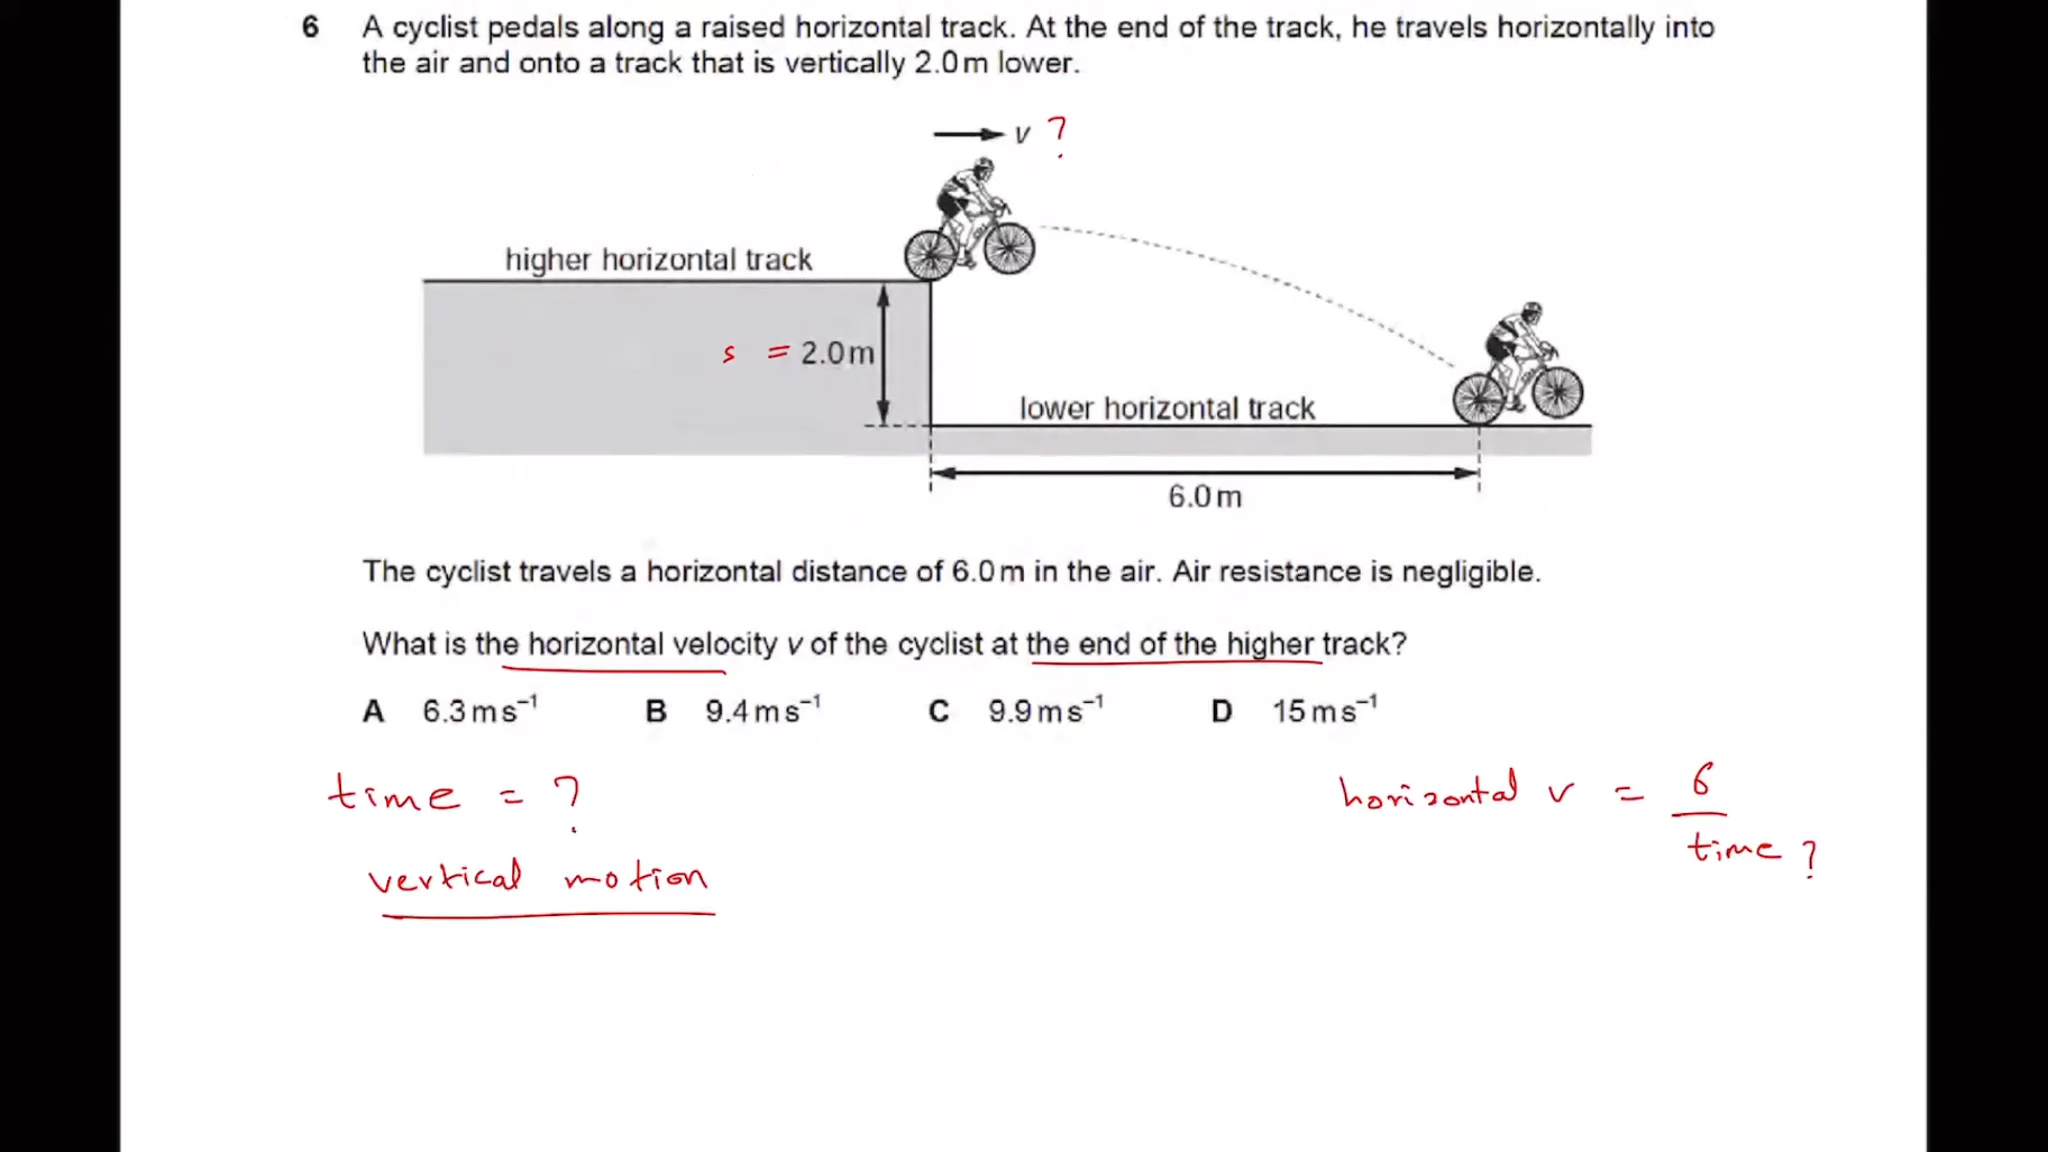 6 A cyclist pedals along a raised horizontal track. At the end of the track, he travels horizontally into
the air and onto a track that is vertically 2.0 m lower.
v ?
higher horizontal track
s = 2.0 m
lower horizontal track
6.0 m
The cyclist travels a horizontal distance of 6.0 m in the air. Air resistance is negligible.
What is the horizontal velocity v of the cyclist at the end of the higher track?
A 6.3 m s⁻¹ B 9.4 m s⁻¹ C 9.9 m s⁻¹ D 15 m s⁻¹
time = ?
vertical motion
horizontal v = 6
time ?